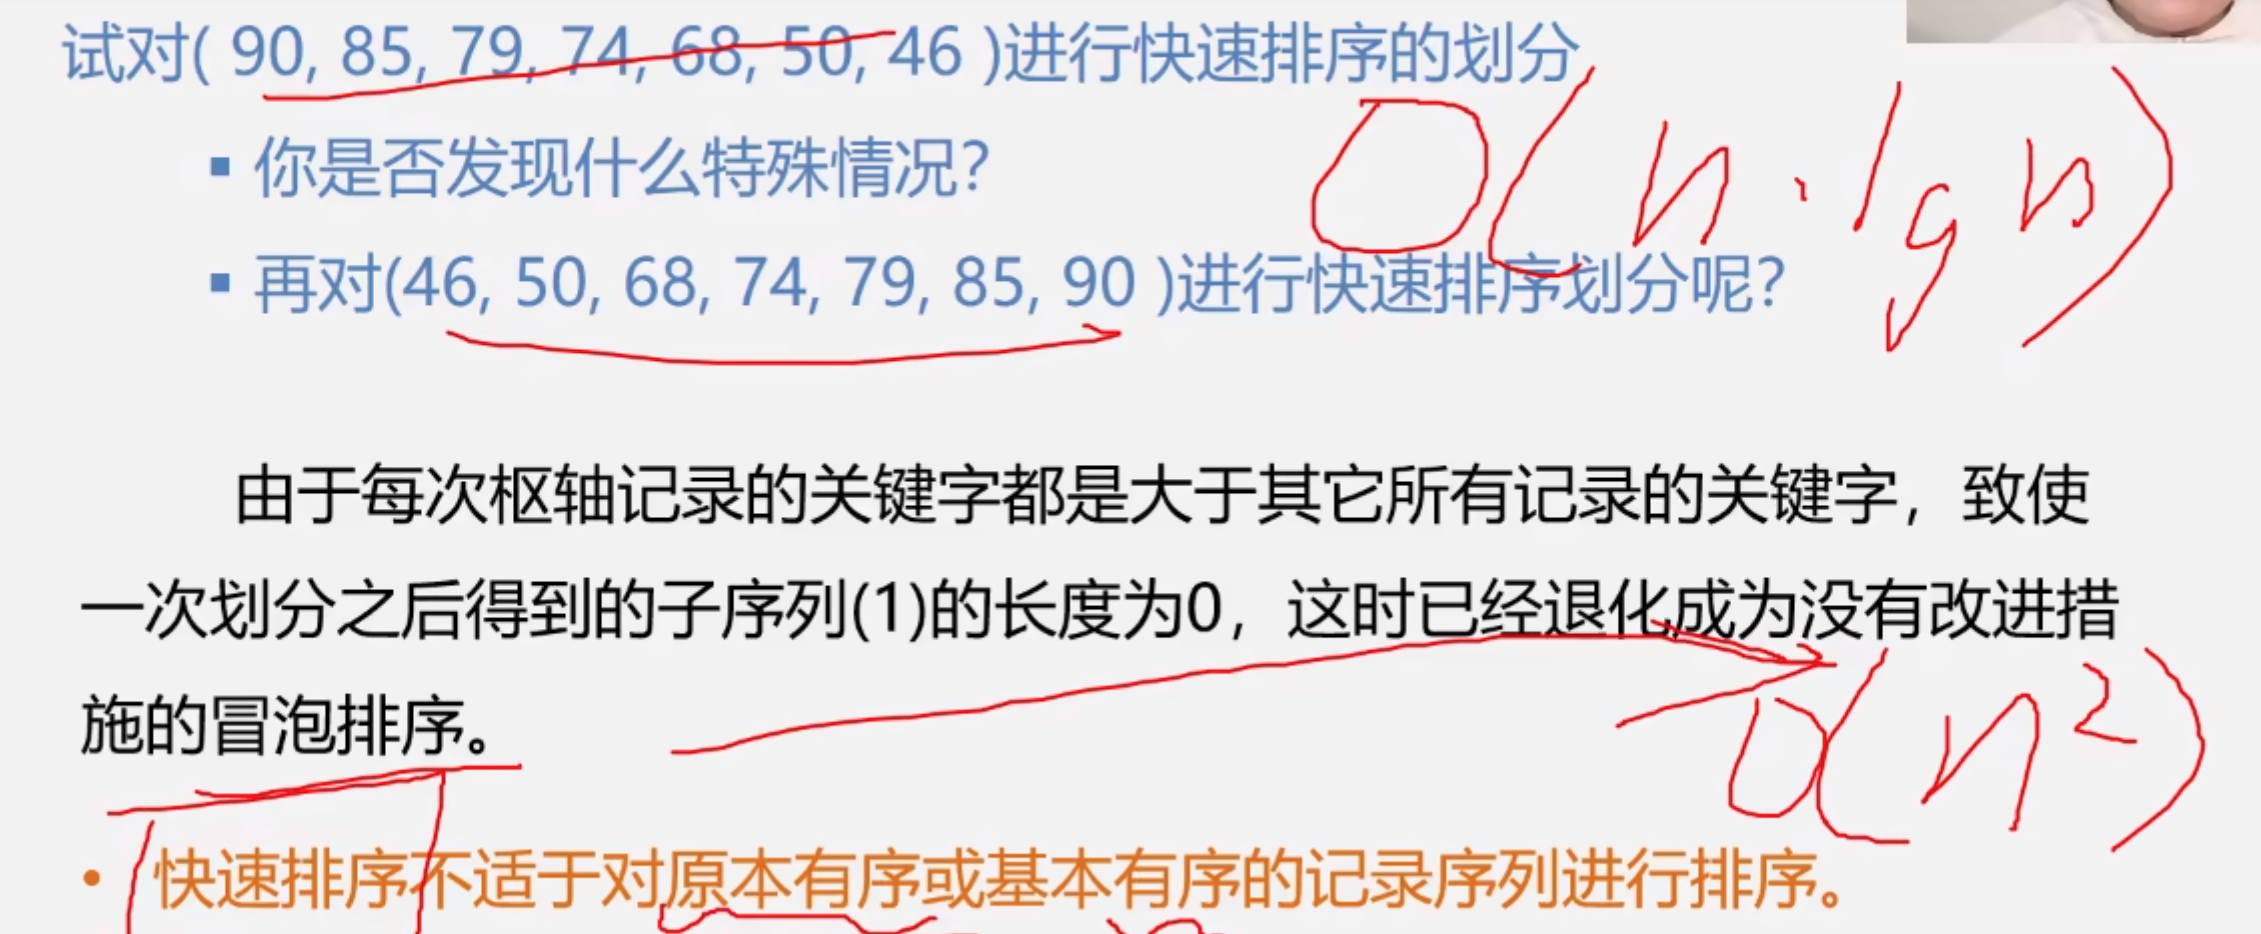 试对( 90, 85, 79, 74, 68, 50, 46 )进行快速排序的划分
▪ 你是否发现什么特殊情况?
O(n·lgn)
▪ 再对(46, 50, 68, 74, 79, 85, 90 )进行快速排序划分呢?
由于每次枢轴记录的关键字都是大于其它所有记录的关键字，致使
一次划分之后得到的子序列(1)的长度为0，这时已经退化成为没有改进措
施的冒泡排序。
O(n²)
• 快速排序不适于对原本有序或基本有序的记录序列进行排序。